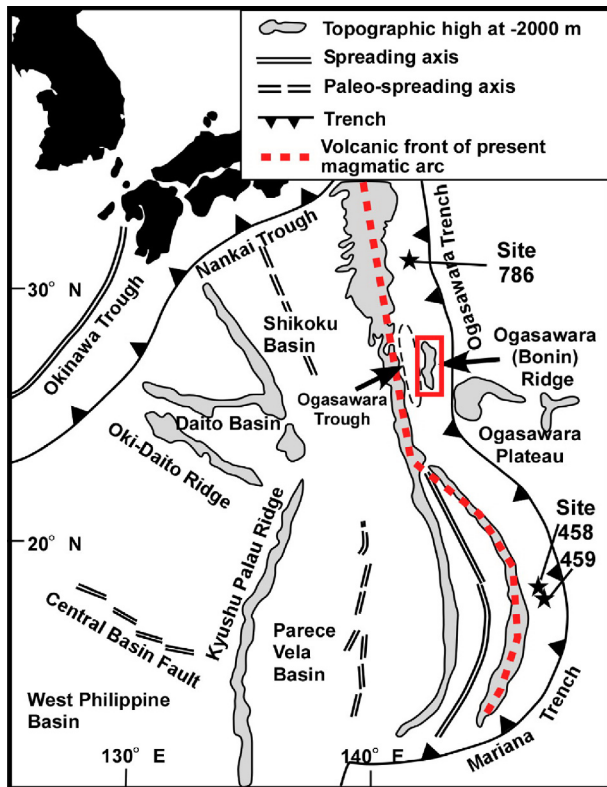 Topographic high at -2000 m
Spreading axis
Paleo-spreading axis
Trench
Volcanic front of present
magmatic arc
Nankai Trough
Ogasawara Trench
Site
786
30° N
Okinawa Trough
Shikoku
Basin
Ogasawara
(Bonin)
Ridge
Ogasawara
Trough
Daito Basin
Ogasawara
Plateau
Oki-Daito Ridge
Kyushu Palau Ridge
Site
458
459
20° N
Central Basin Fault
Parece
Vela
Basin
West Philippine
Basin
Mariana Trench
130° E
140° E